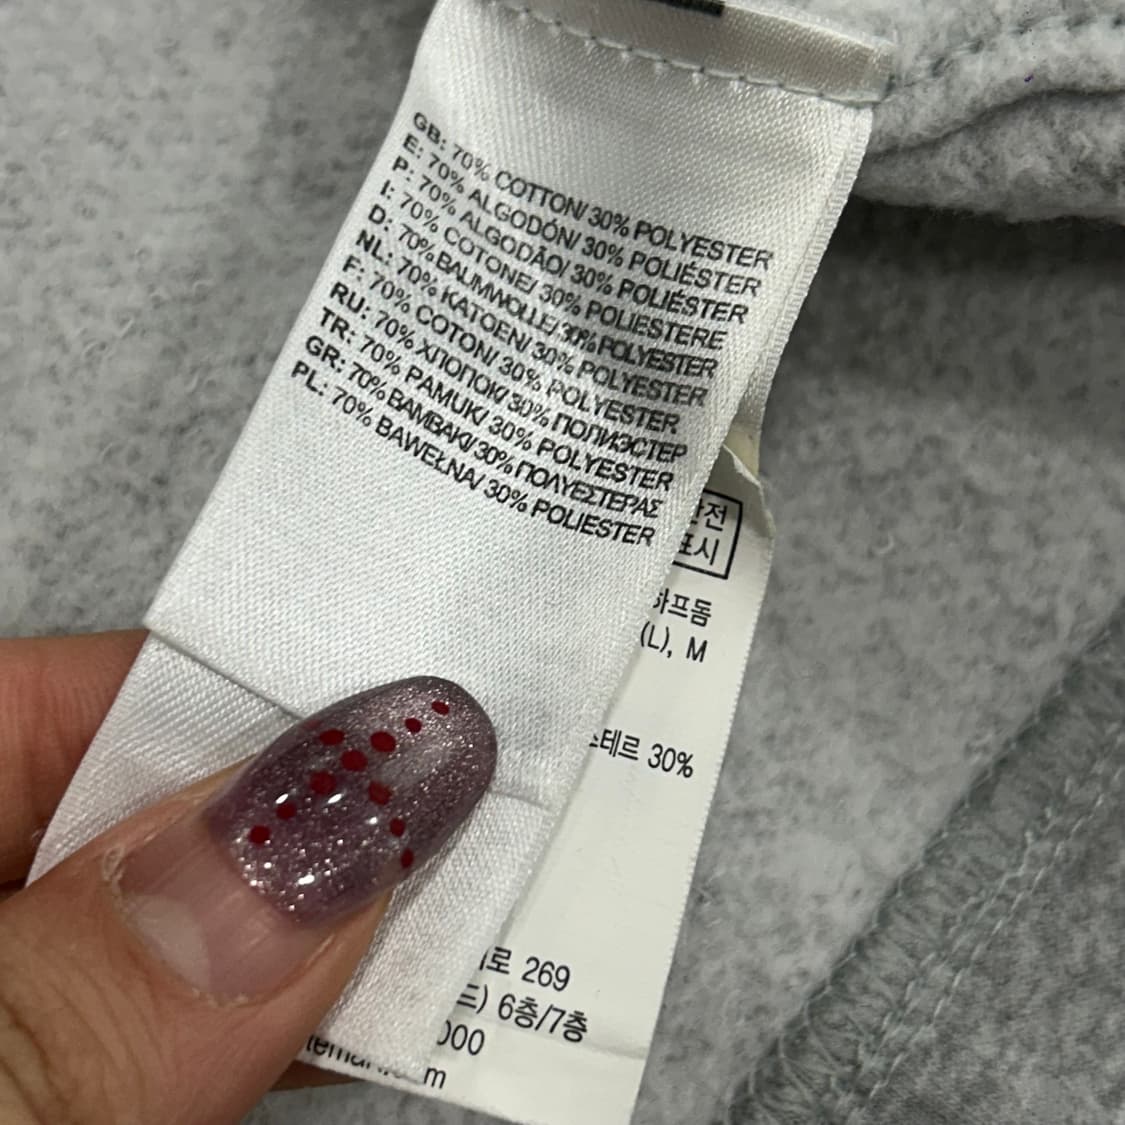 GB: 70% COTTON/ 30% POLYESTER
E: 70% ALGODÓN/ 30% POLIÉSTER
P: 70% ALGODÃO/ 30% POLIÉSTER
I: 70% COTONE/ 30% POLIESTERE
D: 70% BAUMWOLLE/ 30% POLYESTER
NL: 70% KATOEN/ 30% POLYESTER
F: 70% COTON/ 30% POLYESTER
RU: 70% ХЛОПОК/ 30% ПОЛИЭСТЕР
TR: 70% PAMUK/ 30% POLYESTER
GR: 70% ΒΑΜΒΑΚΙ/ 30% ΠΟΛΥΕΣΤΕΡΑΣ
PL: 70% BAWEŁNA/ 30% POLIESTER
전
표시
하프돔
(L), M
테르 30%
로 269
드) 6층/7층
000
m